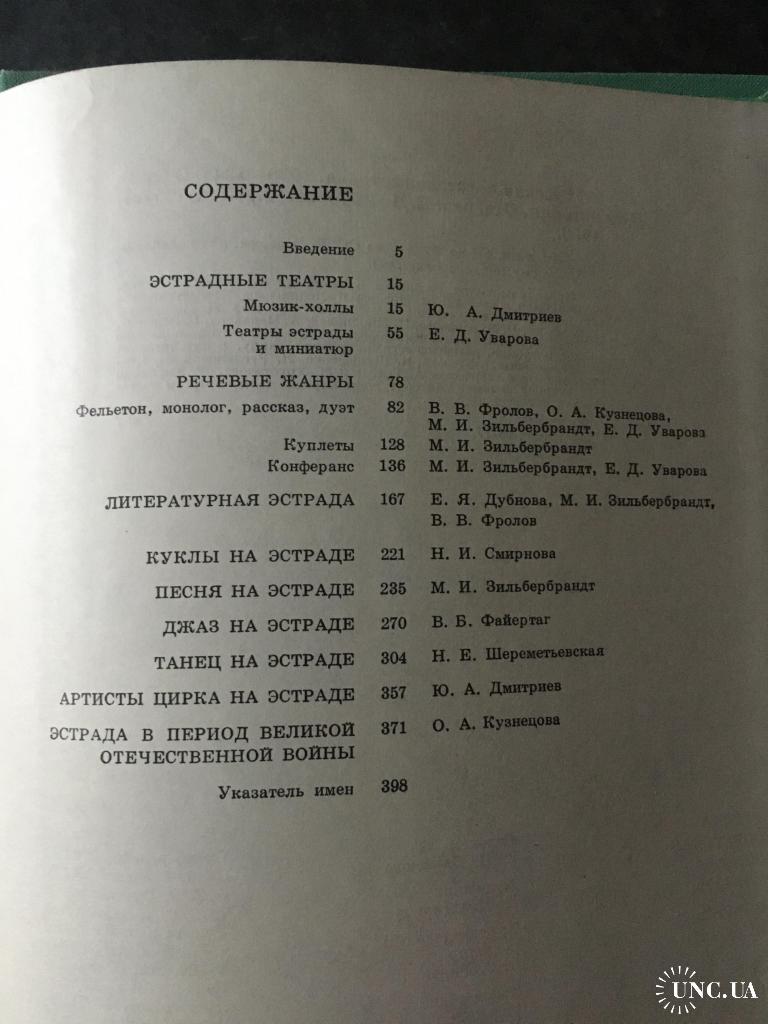 СОДЕРЖАНИЕ
Введение 5
ЭСТРАДНЫЕ ТЕАТРЫ 15
Мюзик-холлы 15 Ю. А. Дмитриев
Театры эстрады 55 Е. Д. Уварова
и миниатюр
РЕЧЕВЫЕ ЖАНРЫ 78
Фельетон, монолог, рассказ, дуэт 82 В. В. Фролов, О. А. Кузнецова,
М. И. Зильбербрандт, Е. Д. Уварова
Куплеты 128 М. И. Зильбербрандт
Конферанс 136 М. И. Зильбербрандт, Е. Д. Уварова
ЛИТЕРАТУРНАЯ ЭСТРАДА 167 Е. Я. Дубнова, М. И. Зильбербрандт,
В. В. Фролов
КУКЛЫ НА ЭСТРАДЕ 221 Н. И. Смирнова
ПЕСНЯ НА ЭСТРАДЕ 235 М. И. Зильбербрандт
ДЖАЗ НА ЭСТРАДЕ 270 В. Б. Файертаг
ТАНЕЦ НА ЭСТРАДЕ 304 Н. Е. Шереметьевская
АРТИСТЫ ЦИРКА НА ЭСТРАДЕ 357 Ю. А. Дмитриев
ЭСТРАДА В ПЕРИОД ВЕЛИКОЙ 371 О. А. Кузнецова
ОТЕЧЕСТВЕННОЙ ВОЙНЫ
Указатель имен 398
UNC.UA